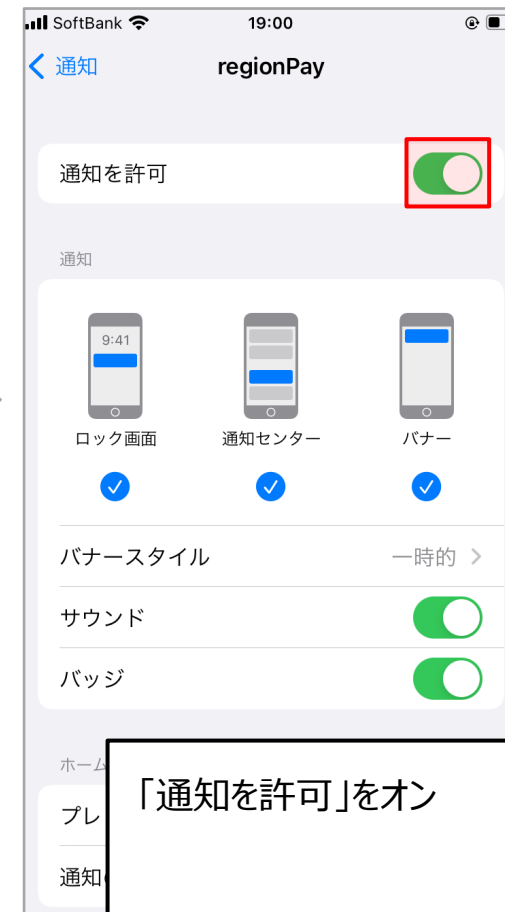 SoftBank 19:00
通知 regionPay
通知を許可
通知
9:41
ロック画面 通知センター バナー
バナースタイル 一時的
サウンド
バッジ
ホーム
プレ
「通知を許可」をオン
通知